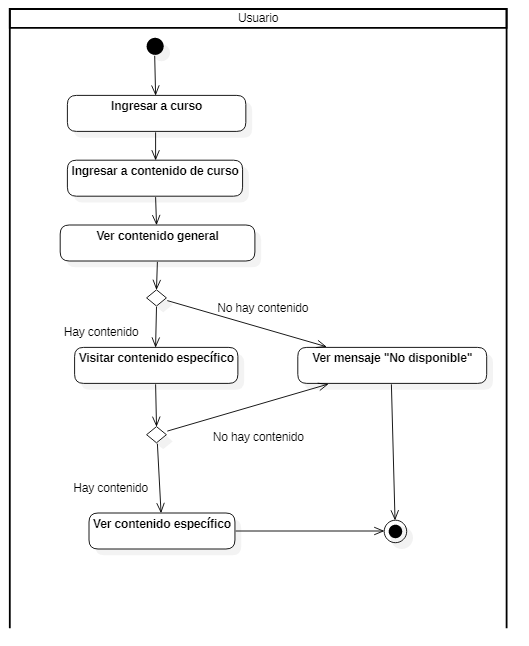 Usuario
Ingresar a curso
Ingresar a contenido de curso
Ver contenido general
No hay contenido
Hay contenido
Visitar contenido específico
Ver mensaje "No disponible"
No hay contenido
Hay contenido
Ver contenido específico